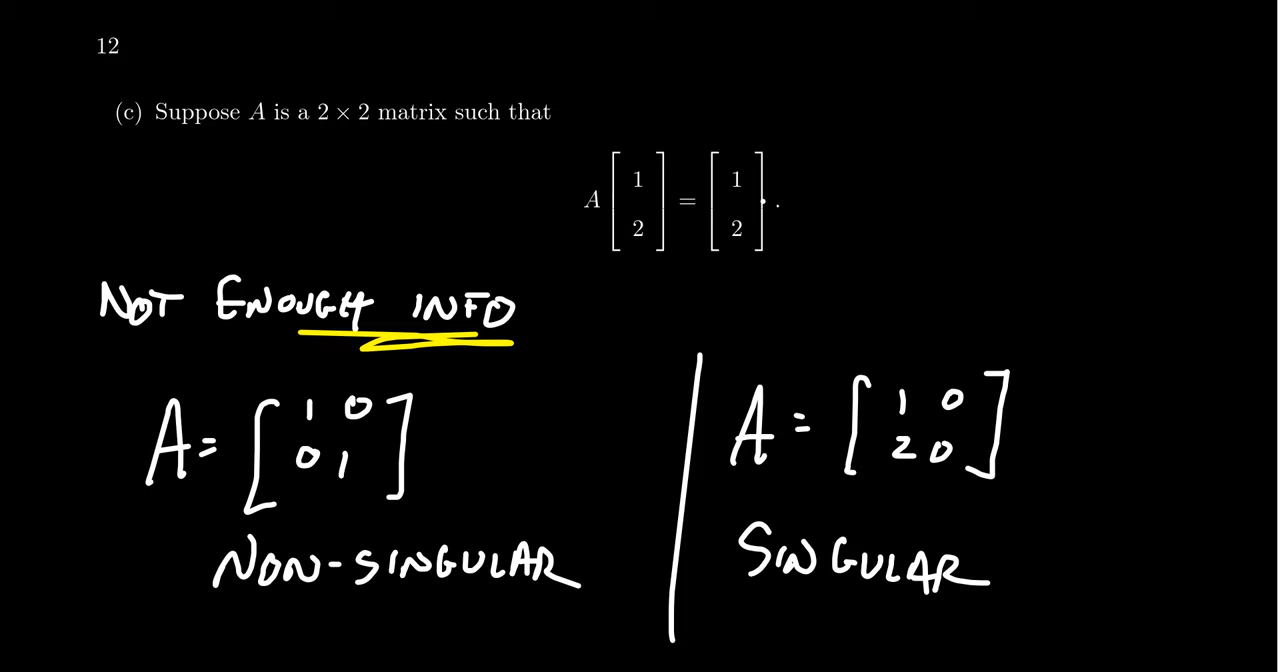 12
(c) Suppose A is a 2 × 2 matrix such that
A [ 1 2 ] = [ 1 2 ] .
NOT ENOUGH INFO
A = [ 1 0 0 1 ]
NON-SINGULAR
A = [ 1 0 2 0 ]
SINGULAR